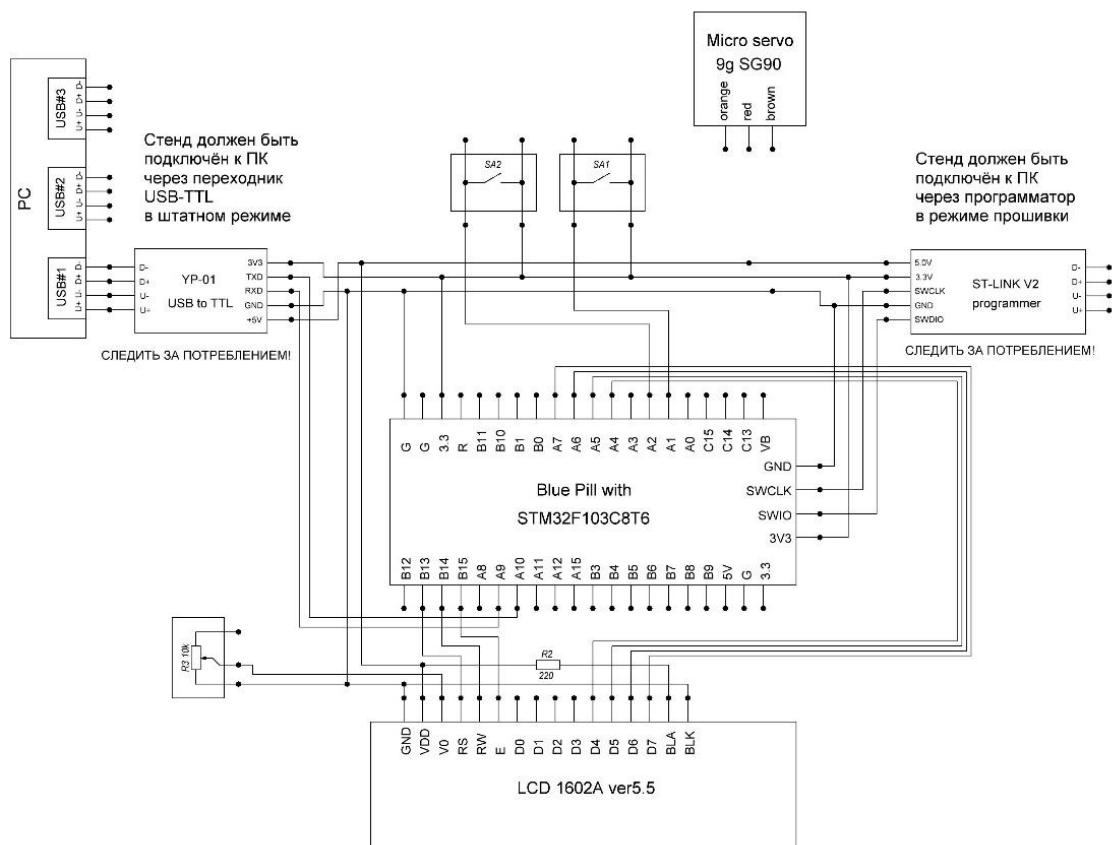 Micro servo
9g SG90
orange
red
brown
PC
USB#3
D-
D+
U-
U+
USB#2
D-
D+
U-
U+
USB#1
D-
D+
U-
U+
Стенд должен быть
подключён к ПК
через переходник
USB-TTL
в штатном режиме
SA2
SA1
Стенд должен быть
подключён к ПК
через программатор
в режиме прошивки
D-
D+
U-
U+
YP-01
USB to TTL
3V3
TXD
RXD
GND
+5V
СЛЕДИТЬ ЗА ПОТРЕБЛЕНИЕМ!
5.0V
3.3V
SWCLK
GND
SWDIO
ST-LINK V2
programmer
D-
D+
U-
U+
СЛЕДИТЬ ЗА ПОТРЕБЛЕНИЕМ!
G
G
3.3
R
B11
B10
B1
B0
A7
A6
A5
A4
A3
A2
A1
A0
C15
C14
C13
VB
Blue Pill with
STM32F103C8T6
GND
SWCLK
SWIO
3V3
B12
B13
B14
B15
A8
A9
A10
A11
A12
A15
B3
B4
B5
B6
B7
B8
B9
5V
G
3.3
R3 10k
R2
220
GND
VDD
V0
RS
RW
E
D0
D1
D2
D3
D4
D5
D6
D7
BLA
BLK
LCD 1602A ver5.5